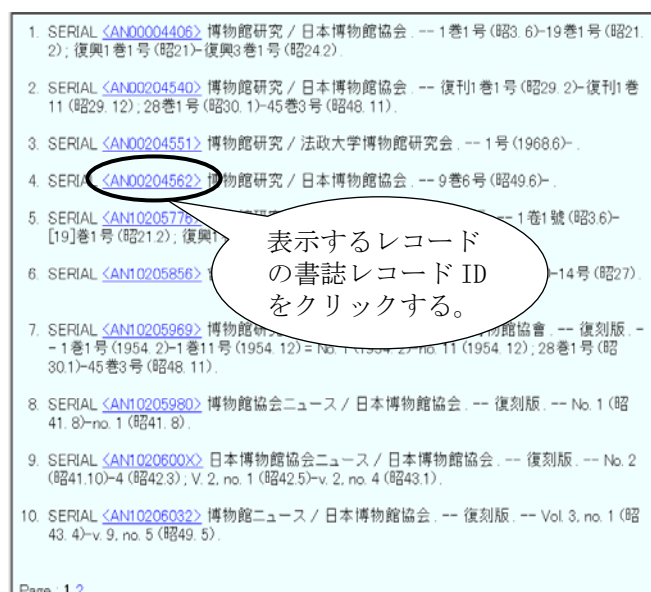 1. SERIAL <AN00004406> 博物館研究 / 日本博物館協会. -- 1巻1号(昭3. 6)-19巻1号(昭21.
2) ; 復興1巻1号(昭21)-復興3巻1号(昭24.2).
2. SERIAL <AN00204540> 博物館研究 / 日本博物館協会. -- 復刊1巻1号(昭29. 2)-復刊1巻
11 (昭29. 12) ; 28巻1号(昭30. 1)-45巻3号(昭48. 11).
3. SERIAL <AN00204551> 博物館研究 / 法政大学博物館研究会. -- 1号(1968.6)- .
4. SERIAL <AN00204562> 博物館研究 / 日本博物館協会. -- 9巻6号(昭49.6)- .
5. SERIAL <AN10205776> -- 1巻1號(昭3.6)-
[19]巻1号(昭21.2) ; 復興1
6. SERIAL <AN10205856> -14号(昭27).
表示するレコード
の書誌レコード ID
をクリックする。
7. SERIAL <AN10205969> 博物館研 博物館協會. -- 復刻版. -
- 1巻1号(1954. 2)-1巻11号(1954. 12) = No. 1 (1954. 2)-no. 11 (1954. 12) ; 28巻1号(昭
30.1)-45巻3号(昭48. 11).
8. SERIAL <AN10205980> 博物館協会ニュース / 日本博物館協会. -- 復刻版. -- No. 1 (昭
41. 8)-no. 1 (昭41. 8).
9. SERIAL <AN1020600X> 日本博物館協会ニュース / 日本博物館協会. -- 復刻版. -- No. 2
(昭41.10)-4 (昭42.3) ; V. 2, no. 1 (昭42.5)-v. 2, no. 4 (昭43.1).
10. SERIAL <AN10206032> 博物館ニュース / 日本博物館協会. -- 復刻版. -- Vol. 3, no. 1 (昭
43. 4)-v. 9, no. 5 (昭49. 5).
Page : 1 2